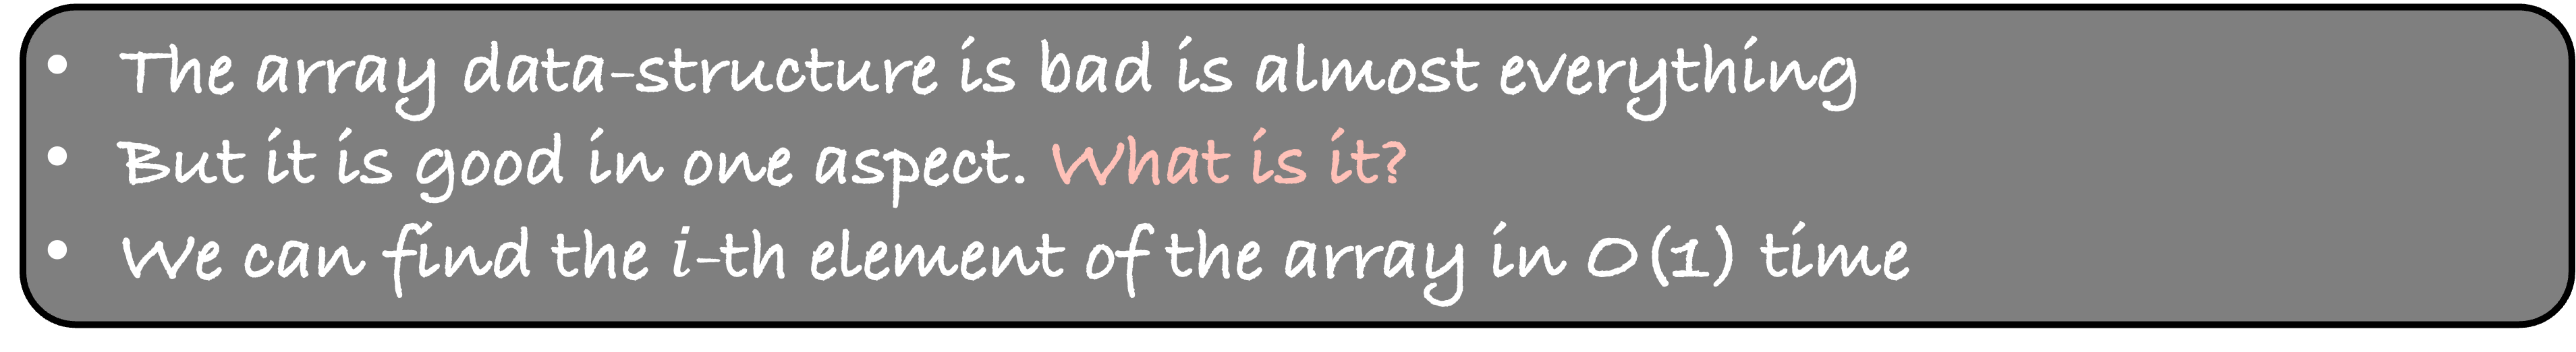 • The array data-structure is bad is almost everything
• But it is good in one aspect. What is it?
• We can find the i-th element of the array in O(1) time